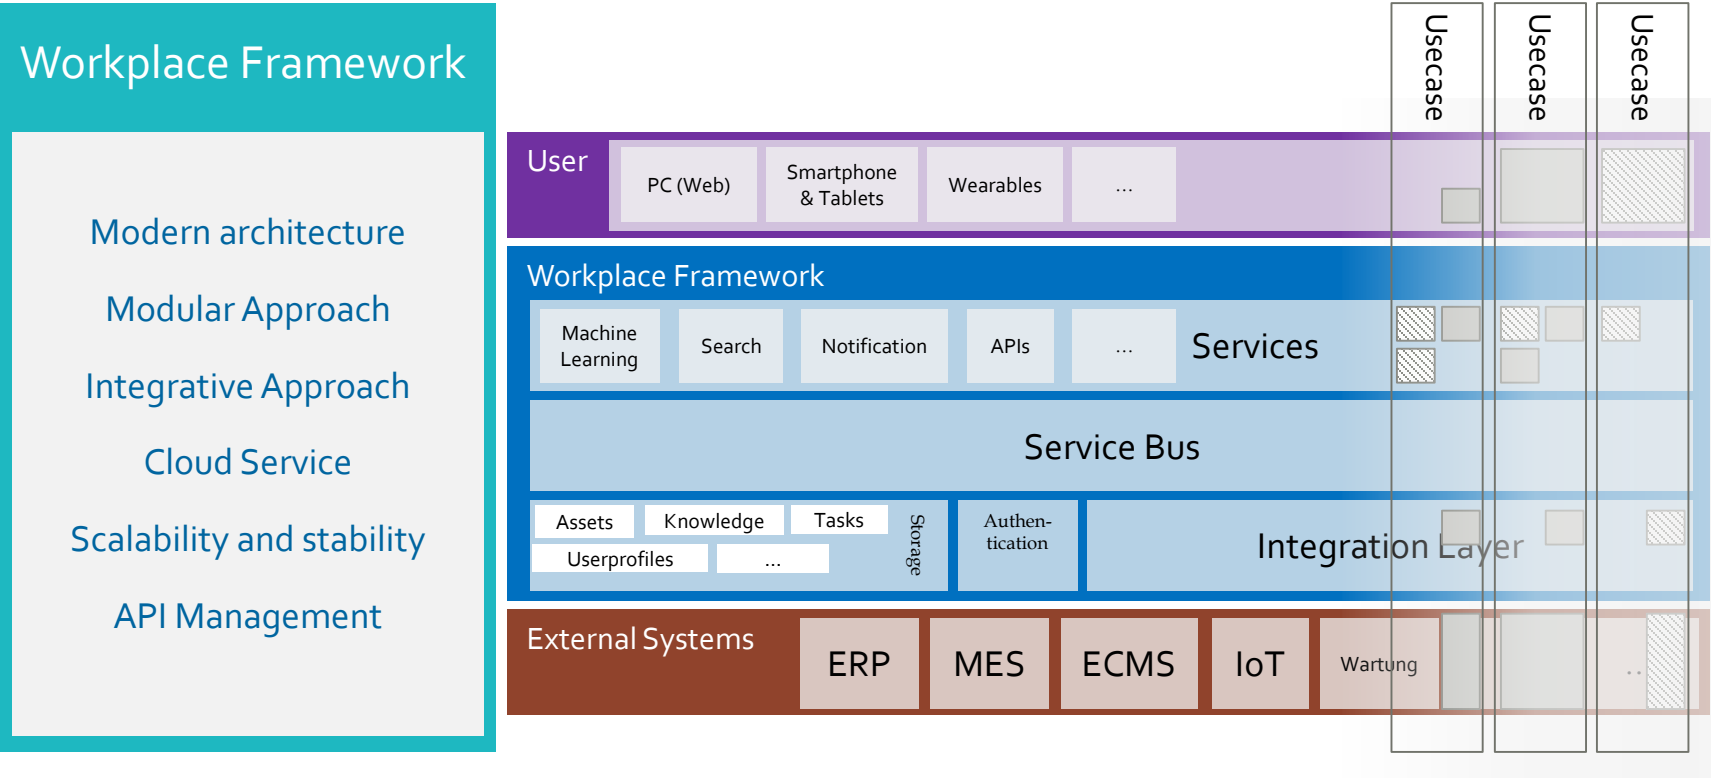 Workplace Framework
Modern architecture
Modular Approach
Integrative Approach
Cloud Service
Scalability and stability
API Management
Usecase
Usecase
Usecase
User
PC (Web)
Smartphone
& Tablets
Wearables
...
Workplace Framework
Machine
Learning
Search
Notification
APIs
...
Services
Service Bus
Assets
Knowledge
Tasks
Userprofiles
...
Storage
Authen-
tication
Integration Layer
External Systems
ERP
MES
ECMS
IoT
Wartung
..